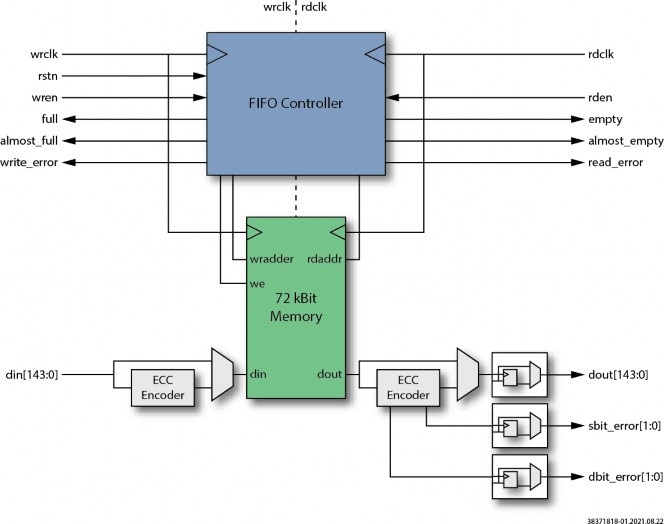 wrclk rdclk
wrclk
rdclk
rstn
wren
rden
full
empty
almost_full
almost_empty
write_error
read_error
FIFO Controller
wradder
rdaddr
we
72 kBit
Memory
din[143:0]
ECC
Encoder
din
dout
ECC
Encoder
dout[143:0]
sbit_error[1:0]
dbit_error[1:0]
38371818-01.2021.08.22